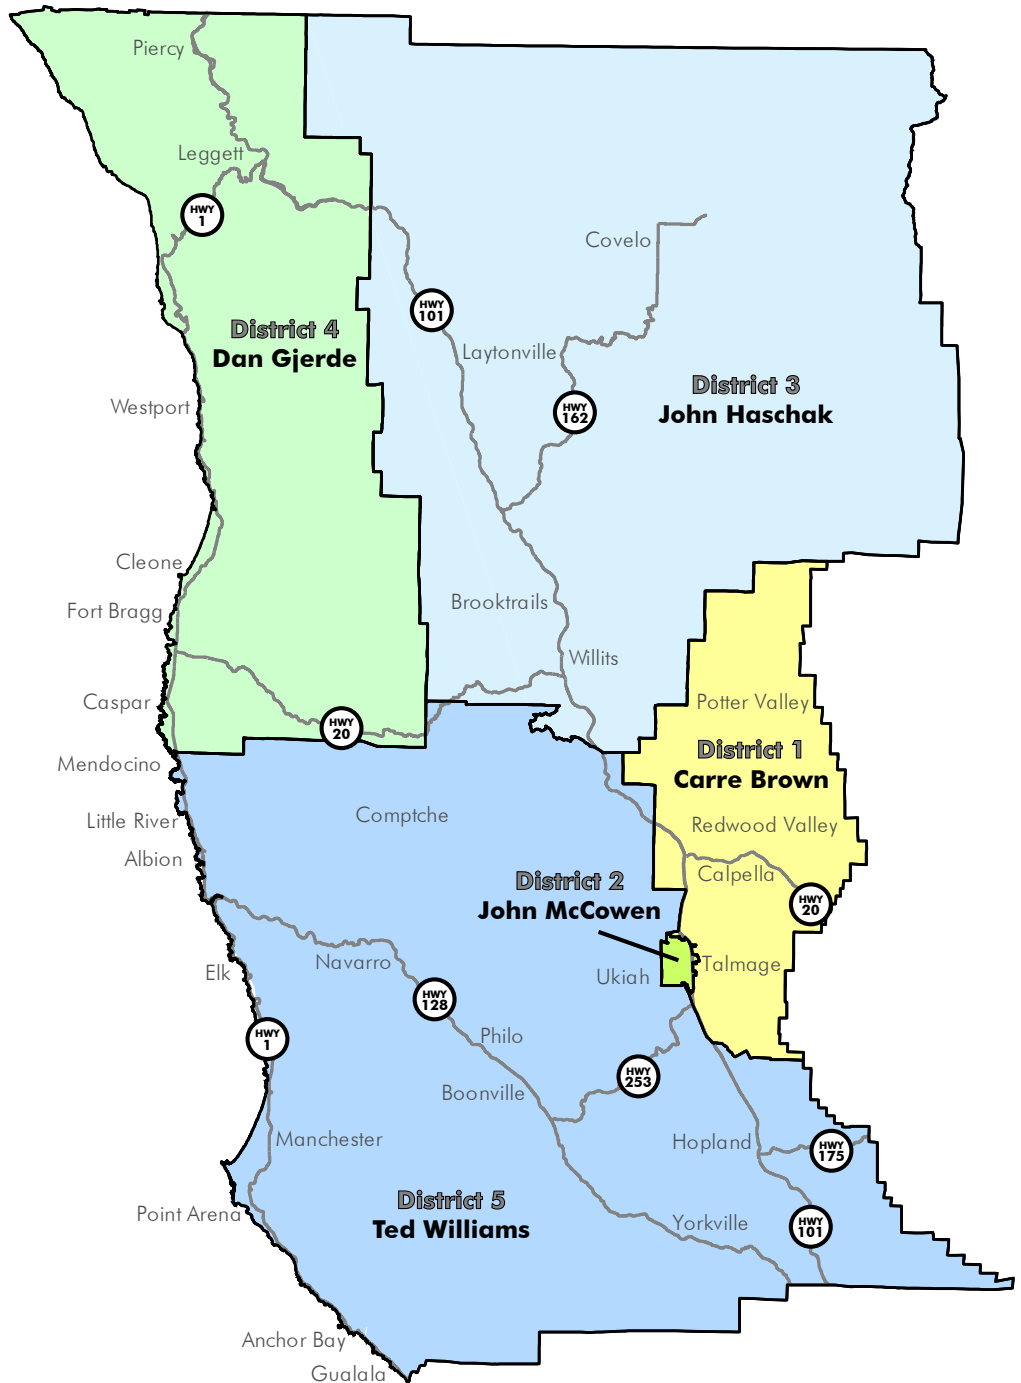 Piercy
Leggett
HWY
1
Covelo
HWY
101
District 4
Dan Gjerde
Laytonville
District 3
John Haschak
Westport
HWY
162
Cleone
Fort Bragg
Brooktrails
Willits
Caspar
Potter Valley
HWY
20
District 1
Carre Brown
Mendocino
Comptche
Little River
Redwood Valley
Albion
Calpella
District 2
John McCowen
HWY
20
Navarro
Elk
Ukiah
Talmage
HWY
128
HWY
1
Philo
HWY
253
Boonville
Manchester
Hopland
HWY
175
District 5
Ted Williams
Point Arena
Yorkville
HWY
101
Anchor Bay
Gualala